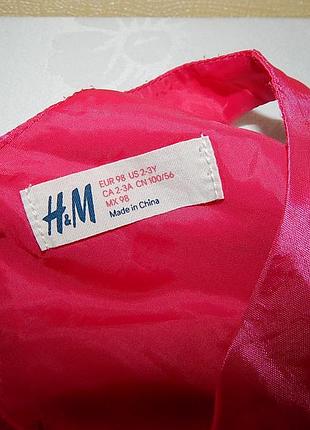 H&M
EUR 98 US 2-3Y
CA 2-3A CN 100/56
MX 98
Made in China